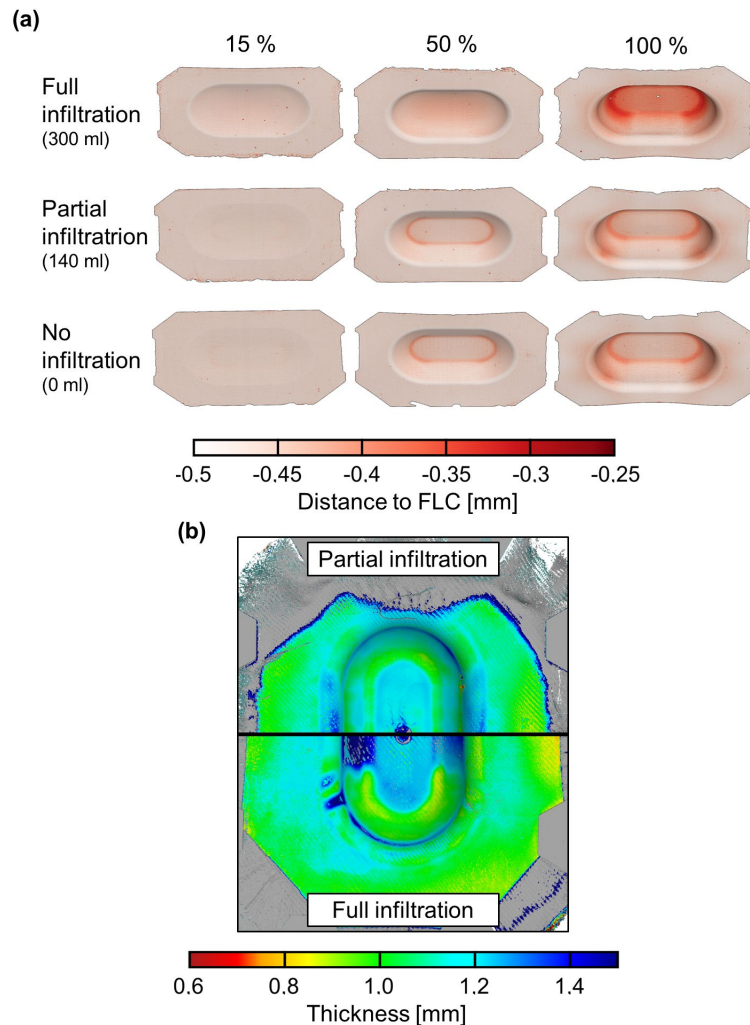 (a)
15 % 50 % 100 %
Full
infiltration
(300 ml)
Partial
infiltratrion
(140 ml)
No
infiltration
(0 ml)
-0.5 -0.45 -0.4 -0.35 -0.3 -0.25
Distance to FLC [mm]
(b)
Partial infiltration
Full infiltration
0.6 0.8 1.0 1.2 1.4
Thickness [mm]